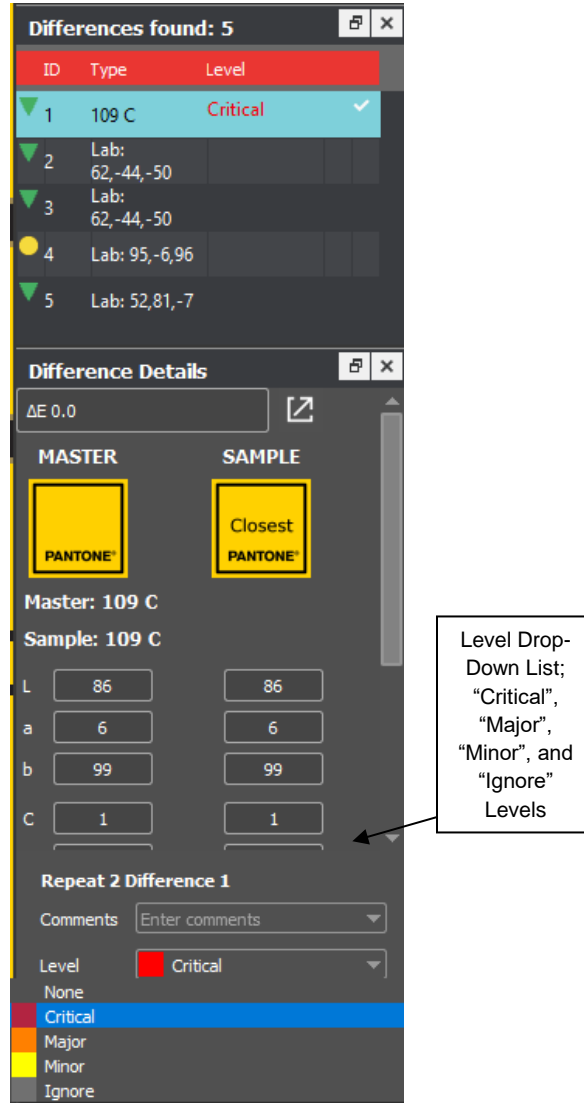 Differences found: 5
ID Type Level
1 109 C Critical
2 Lab:
62,-44,-50
3 Lab:
62,-44,-50
4 Lab: 95,-6,96
5 Lab: 52,81,-7
Difference Details
ΔE 0.0
MASTER SAMPLE
Closest
PANTONE® PANTONE®
Master: 109 C
Sample: 109 C
L 86 86
a 6 6
b 99 99
C 1 1
Repeat 2 Difference 1
Comments Enter comments
Level Critical
None
Critical
Major
Minor
Ignore
Level Drop-
Down List;
“Critical”,
“Major”,
“Minor”, and
“Ignore”
Levels